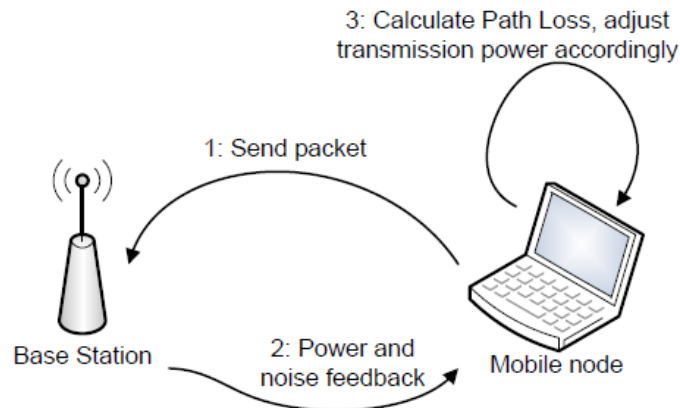 3: Calculate Path Loss, adjust
transmission power accordingly
1: Send packet
Base Station
2: Power and
noise feedback
Mobile node